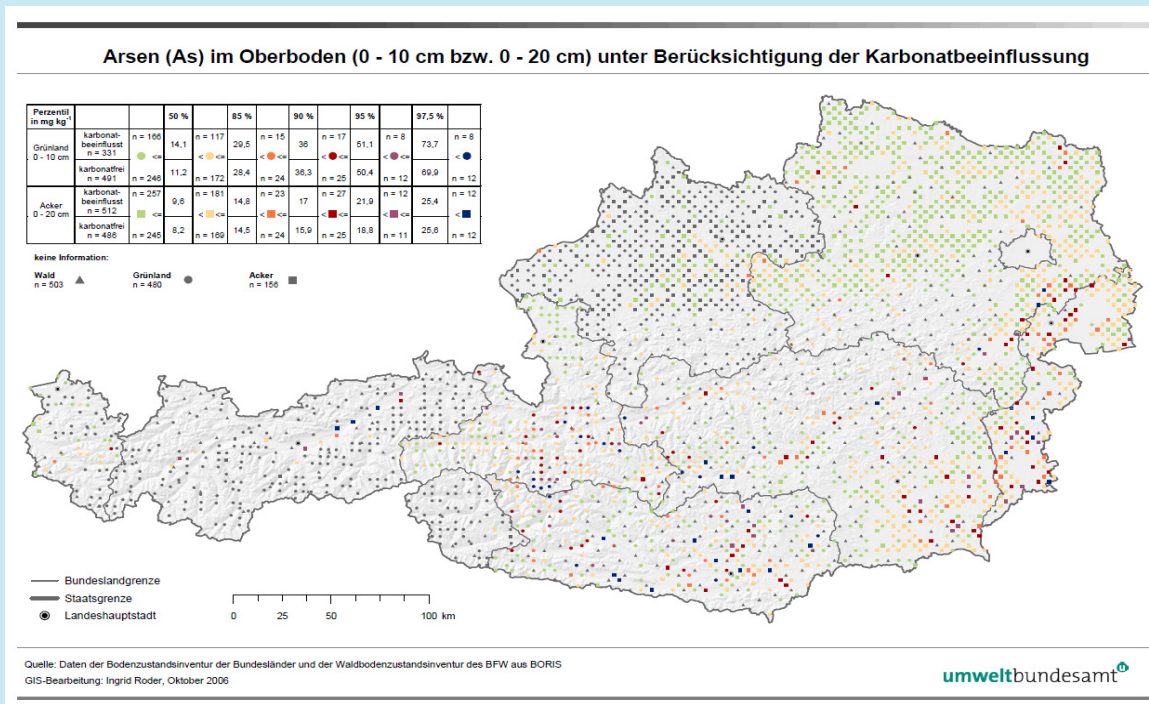 Arsen (As) im Oberboden (0 - 10 cm bzw. 0 - 20 cm) unter Berücksichtigung der Karbonatbeeinflussung
Perzentil in mg kg⁻¹ 50 % 85 % 90 % 95 % 97,5 %
Grünland 0 - 10 cm
karbonat-beeinflusst n = 331 n = 166 <= 14,1 n = 117 < <= 29,5 n = 15 < <= 36 n = 17 < <= 51,1 n = 8 < <= 73,7 n = 8 <
karbonatfrei n = 491 n = 246 11,2 n = 172 28,4 n = 24 36,3 n = 25 50,4 n = 12 69,9 n = 12
Acker 0 - 20 cm
karbonat-beeinflusst n = 512 n = 257 <= 9,6 n = 181 < <= 14,8 n = 23 < <= 17 n = 27 < <= 21,9 n = 12 < <= 25,4 n = 12 <
karbonatfrei n = 486 n = 245 8,2 n = 169 14,5 n = 24 15,9 n = 25 18,8 n = 11 25,6 n = 12
keine Information:
Wald n = 503
Grünland n = 480
Acker n = 156
Bundeslandgrenze
Staatsgrenze
Landeshauptstadt
0 25 50 100 km
Quelle: Daten der Bodenzustandsinventur der Bundesländer und der Waldbodenzustandsinventur des BFW aus BORIS
GIS-Bearbeitung: Ingrid Roder, Oktober 2006
umweltbundesamt u